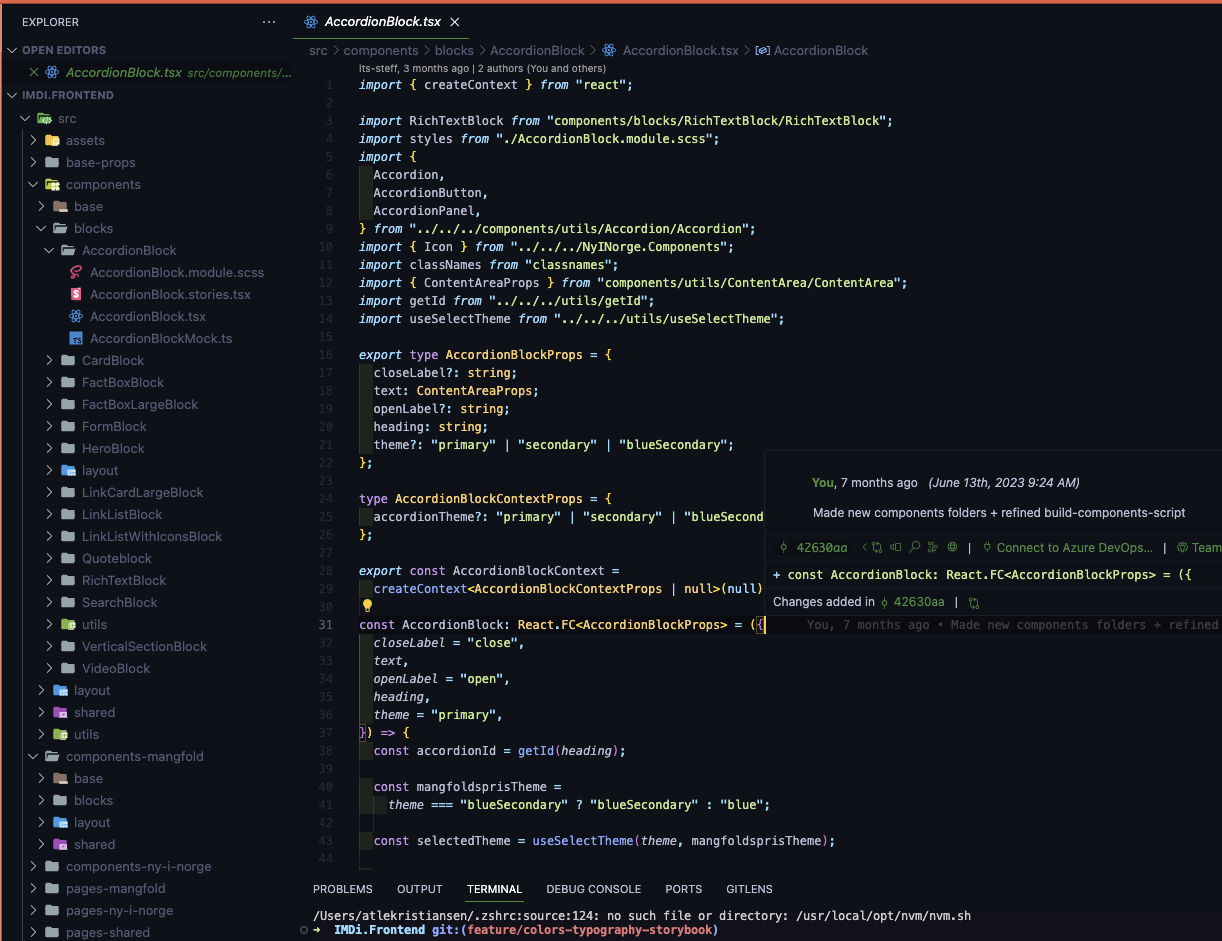 EXPLORER
OPEN EDITORS
AccordionBlock.tsx src/components/...
IMDI.FRONTEND
src
assets
base-props
components
base
blocks
AccordionBlock
AccordionBlock.module.scss
AccordionBlock.stories.tsx
AccordionBlock.tsx
AccordionBlockMock.ts
CardBlock
FactBoxBlock
FactBoxLargeBlock
FormBlock
HeroBlock
layout
LinkCardLargeBlock
LinkListBlock
LinkListWithIconsBlock
Quoteblock
RichTextBlock
SearchBlock
utils
VerticalSectionBlock
VideoBlock
layout
shared
utils
components-mangfold
base
blocks
layout
shared
components-ny-i-norge
pages-mangfold
pages-ny-i-norge
pages-shared
AccordionBlock.tsx
src > components > blocks > AccordionBlock > AccordionBlock.tsx > AccordionBlock
its-steff, 3 months ago | 2 authors (You and others)
1 import { createContext } from "react";
2
3 import RichTextBlock from "components/blocks/RichTextBlock/RichTextBlock";
4 import styles from "./AccordionBlock.module.scss";
5 import {
6 Accordion,
7 AccordionButton,
8 AccordionPanel,
9 } from "../../../components/utils/Accordion/Accordion";
10 import { Icon } from "../../../NyINorge.Components";
11 import classNames from "classnames";
12 import { ContentAreaProps } from "components/utils/ContentArea/ContentArea";
13 import getId from "../../../utils/getId";
14 import useSelectTheme from "../../../utils/useSelectTheme";
15
16 export type AccordionBlockProps = {
17 closeLabel?: string;
18 text: ContentAreaProps;
19 openLabel?: string;
20 heading: string;
21 theme?: "primary" | "secondary" | "blueSecondary";
22 };
23
24 type AccordionBlockContextProps = {
25 accordionTheme?: "primary" | "secondary" | "blueSecond
26 };
27
28 export const AccordionBlockContext =
29 createContext<AccordionBlockContextProps | null>(null)
30
31 const AccordionBlock: React.FC<AccordionBlockProps> = ({
32 closeLabel = "close",
33 text,
34 openLabel = "open",
35 heading,
36 theme = "primary",
37 }) => {
38 const accordionId = getId(heading);
39
40 const mangfoldsprisTheme =
41 theme === "blueSecondary" ? "blueSecondary" : "blue";
42
43 const selectedTheme = useSelectTheme(theme, mangfoldsprisTheme);
44
You, 7 months ago (June 13th, 2023 9:24 AM)
Made new components folders + refined build-components-script
42630aa | Connect to Azure DevOps... | Team
+ const AccordionBlock: React.FC<AccordionBlockProps> = ({
Changes added in 42630aa |
You, 7 months ago • Made new components folders + refined
PROBLEMS OUTPUT TERMINAL DEBUG CONSOLE PORTS GITLENS
/Users/atlekristiansen/.zshrc:source:124: no such file or directory: /usr/local/opt/nvm/nvm.sh
→ IMDi.Frontend git:(feature/colors-typography-storybook)